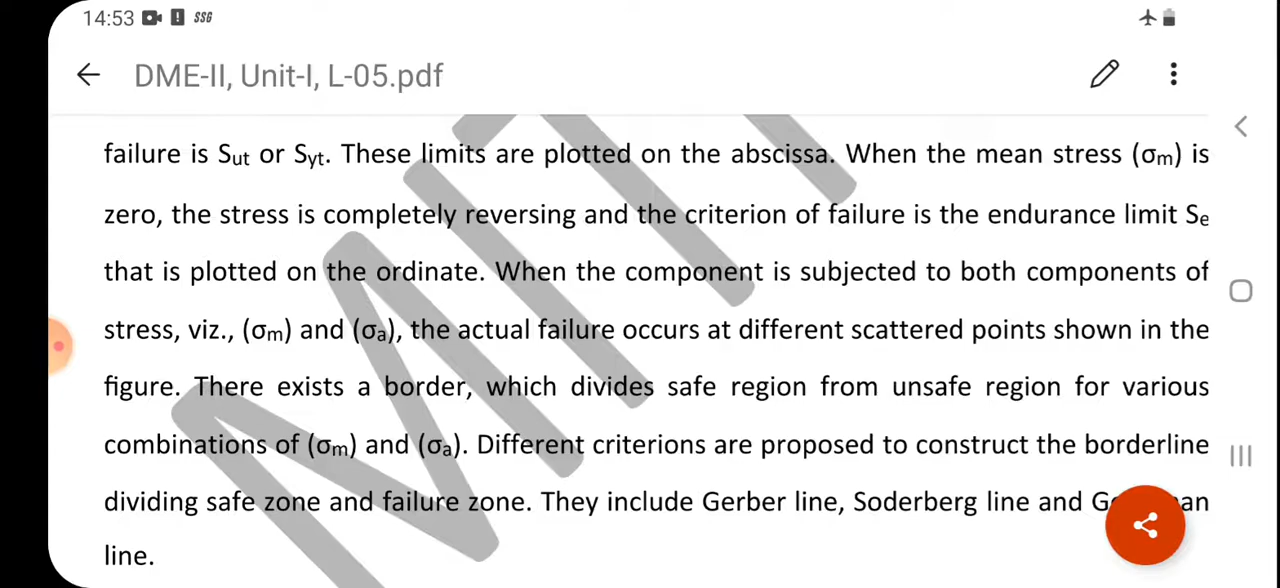 14:53 SSG
DME-II, Unit-I, L-05.pdf
failure is Sut or Syt. These limits are plotted on the abscissa. When the mean stress (σm) is
zero, the stress is completely reversing and the criterion of failure is the endurance limit Se
that is plotted on the ordinate. When the component is subjected to both components of
stress, viz., (σm) and (σa), the actual failure occurs at different scattered points shown in the
figure. There exists a border, which divides safe region from unsafe region for various
combinations of (σm) and (σa). Different criterions are proposed to construct the borderline
dividing safe zone and failure zone. They include Gerber line, Soderberg line and
line.